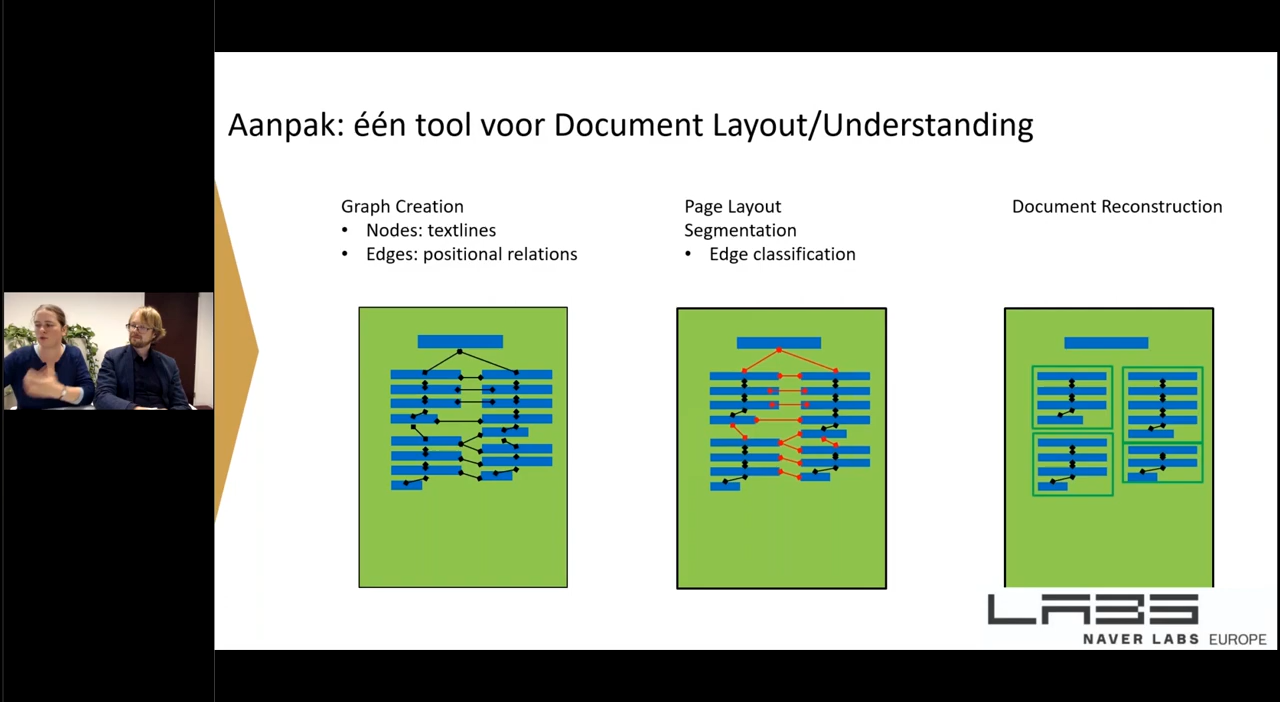 Aanpak: één tool voor Document Layout/Understanding
Graph Creation
• Nodes: textlines
• Edges: positional relations
Page Layout
Segmentation
• Edge classification
Document Reconstruction
LABS
NAVER LABS EUROPE